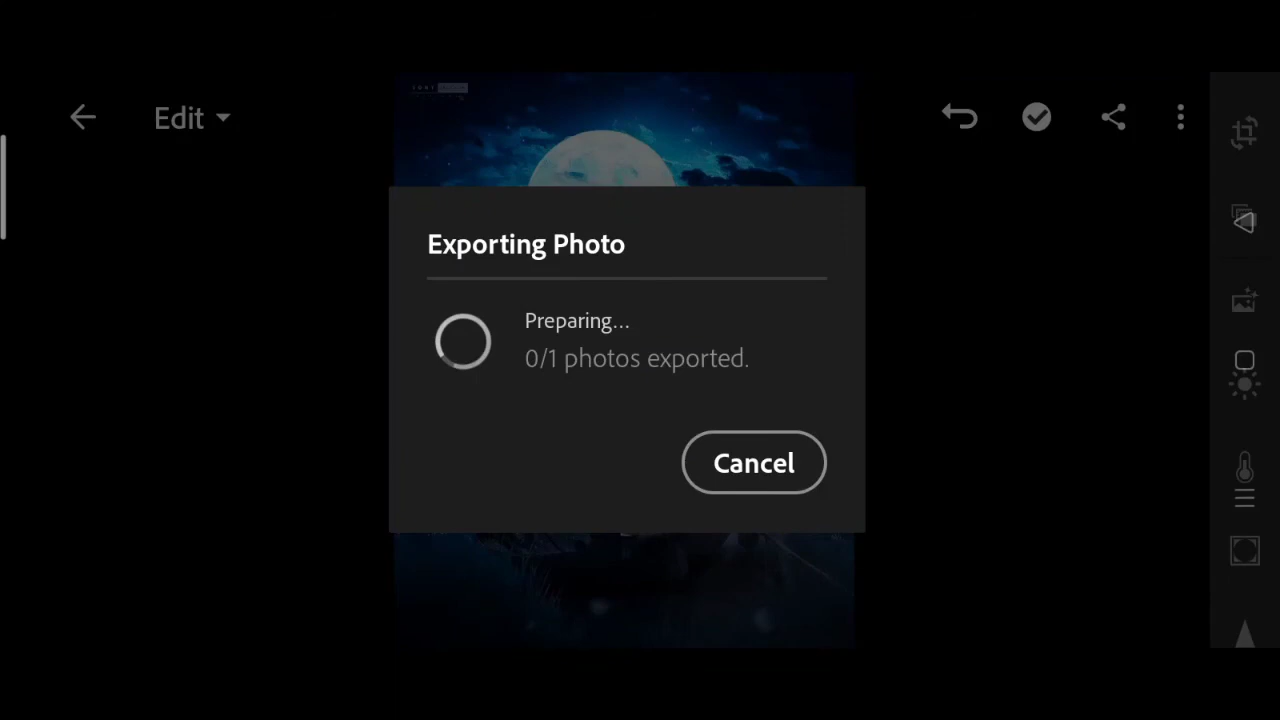 Edit
Exporting Photo
Preparing...
0/1 photos exported.
Cancel